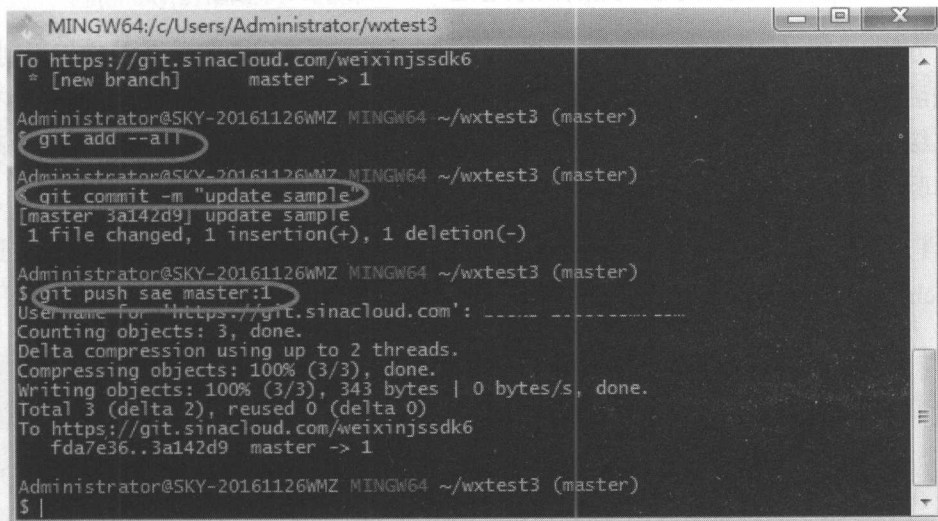 MINGW64:/c/Users/Administrator/wxtest3
To https://git.sinacloud.com/weixinjssdk6
 * [new branch]      master -> 1
Administrator@SKY-20161126WMZ MINGW64 ~/wxtest3 (master)
$ git add --all
Administrator@SKY-20161126WMZ MINGW64 ~/wxtest3 (master)
$ git commit -m "update sample"
[master 3a142d9] update sample
 1 file changed, 1 insertion(+), 1 deletion(-)
Administrator@SKY-20161126WMZ MINGW64 ~/wxtest3 (master)
$ git push sae master:1
Username for 'https://git.sinacloud.com':
Counting objects: 3, done.
Delta compression using up to 2 threads.
Compressing objects: 100% (3/3), done.
Writing objects: 100% (3/3), 343 bytes | 0 bytes/s, done.
Total 3 (delta 2), reused 0 (delta 0)
To https://git.sinacloud.com/weixinjssdk6
   fda7e36..3a142d9  master -> 1
Administrator@SKY-20161126WMZ MINGW64 ~/wxtest3 (master)
$